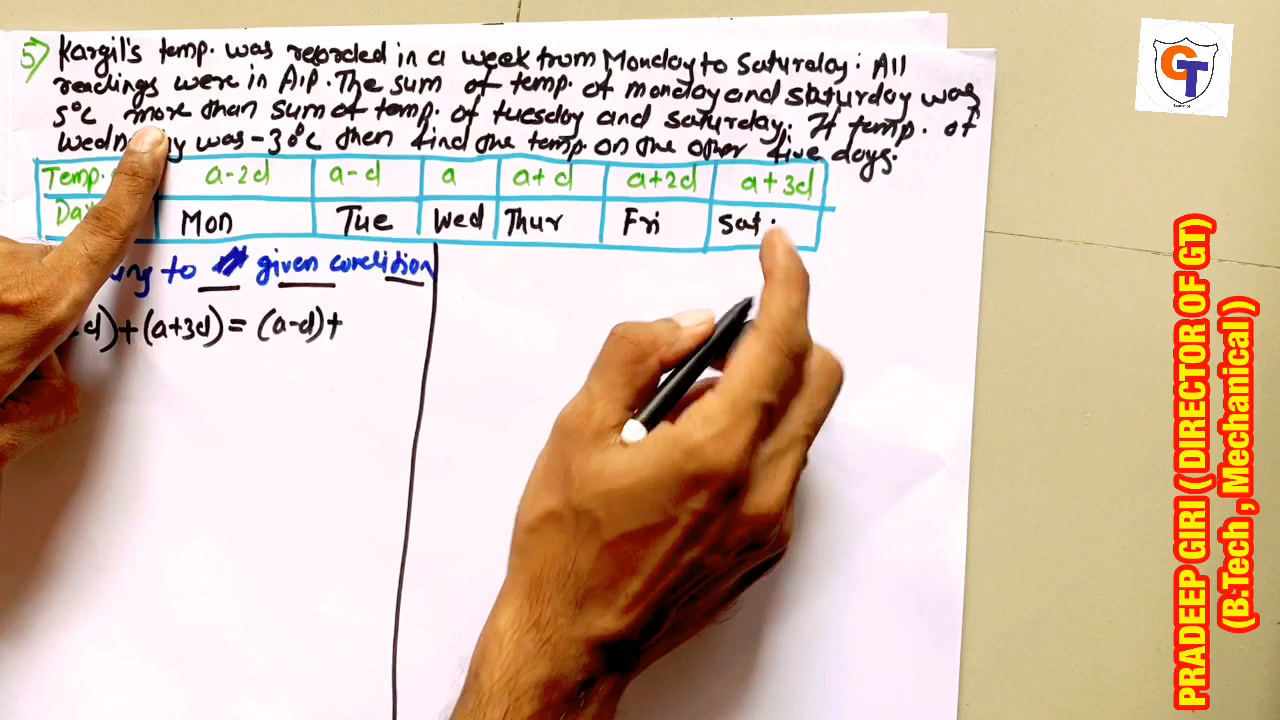 5) Kargil's temp. was recorded in a week from Monday to Saturday: All
readings were in A.P. The sum of temp. of monday and saturday was
5°C more than sum of temp. of tuesday and saturday. If temp. of
was -30°C then find the temp. on the other five days.
Temp. a-2d a-d a a+d a+2d a+3d
Mon Tue Wed Thur Fri Sat.
to given condition
d)+(a+3d)= (a-d)+
GT
PRADEEP GIRI ( DIRECTOR OF GT)
(B.Tech , Mechanical )